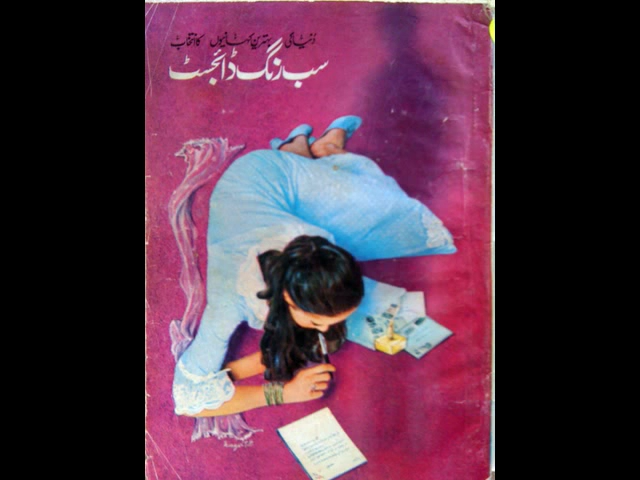 دنیا کی بہترین کہانیوں کا انتخاب
سب رنگ ڈائجسٹ